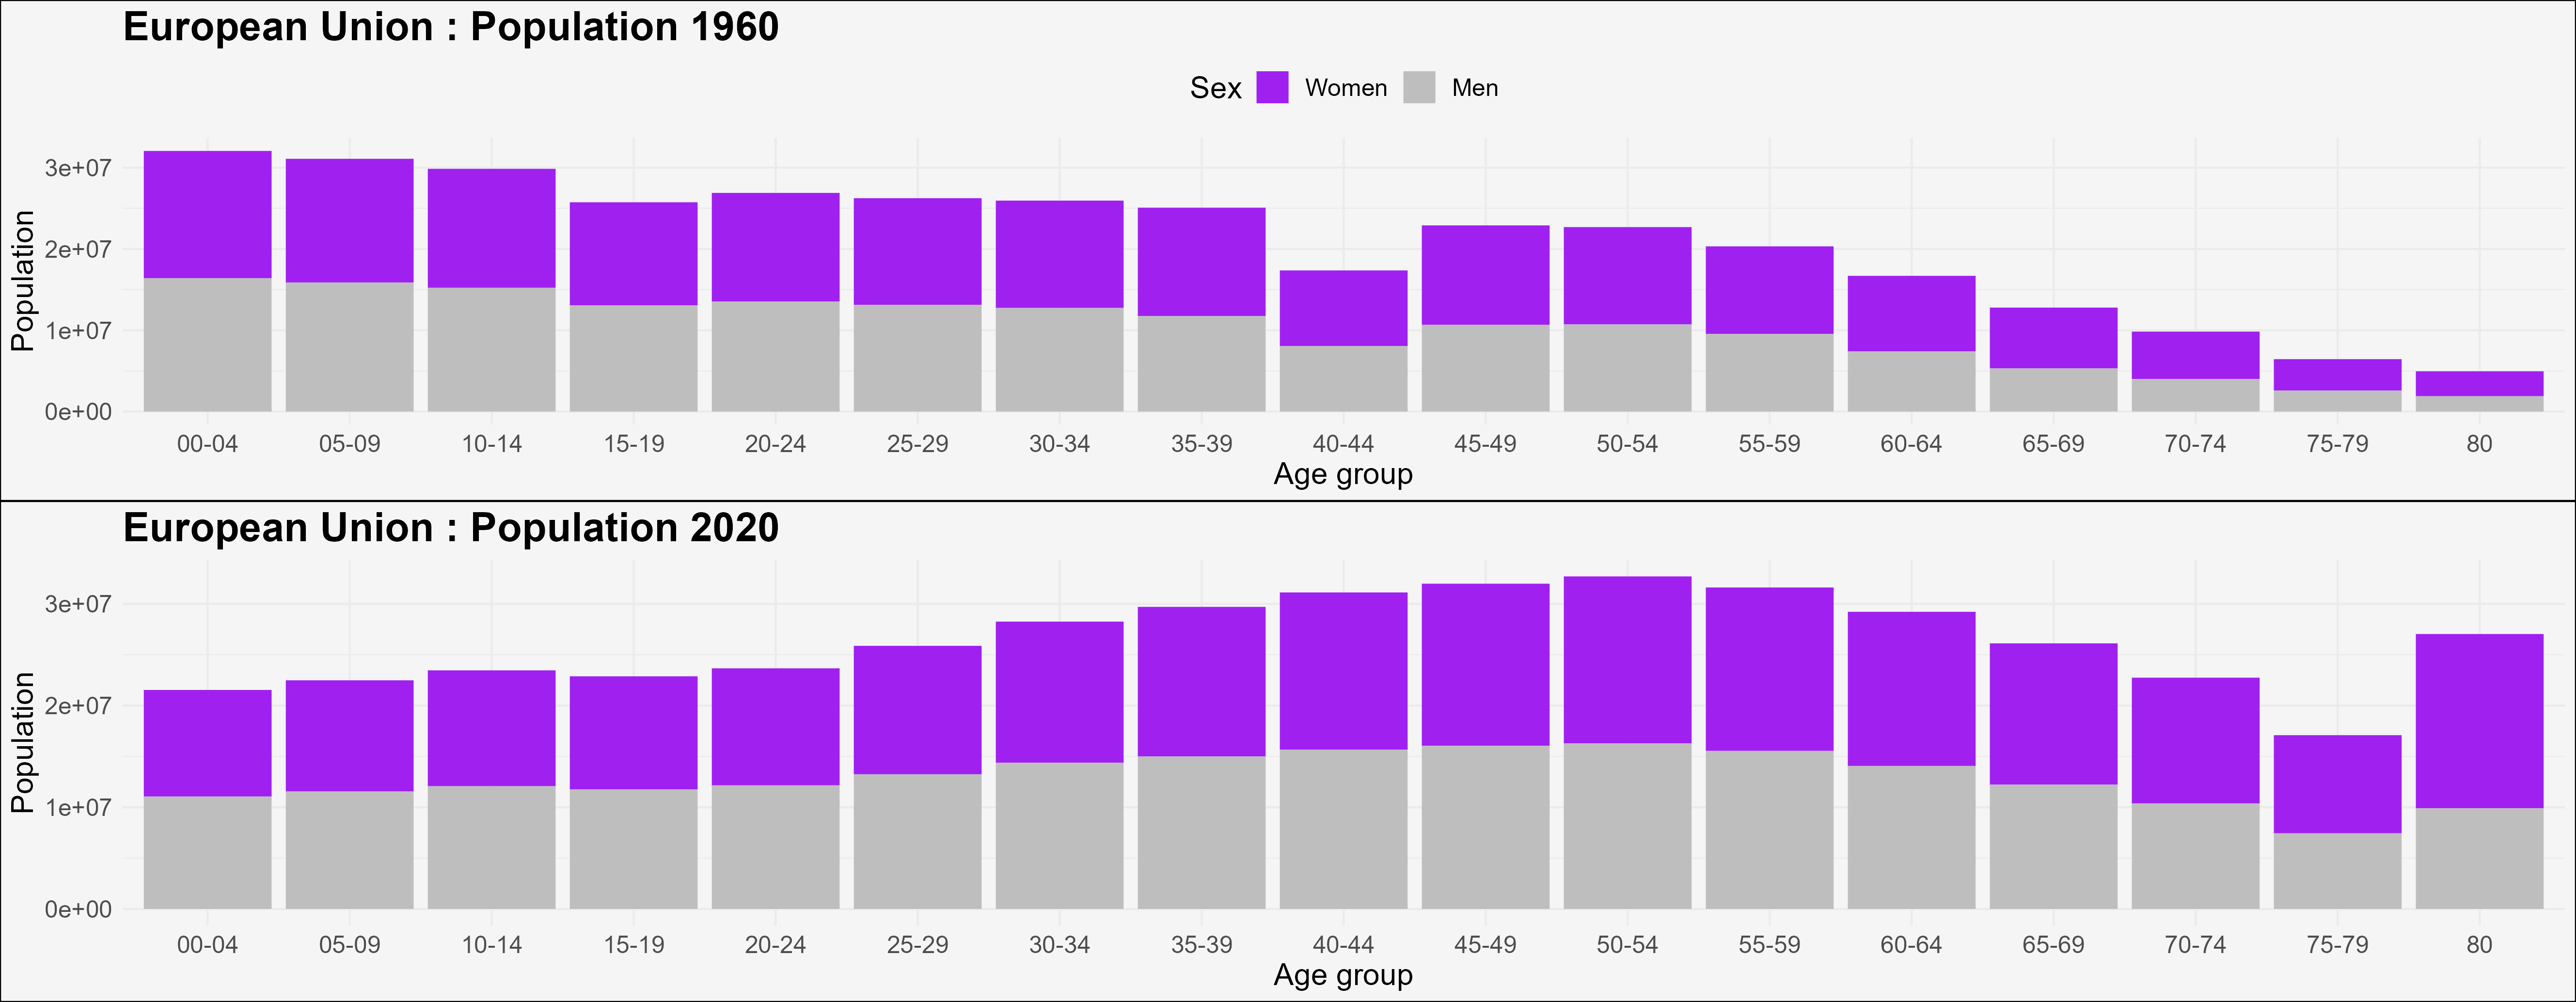 European Union : Population 1960
Sex Women Men
Population
3e+07
2e+07
1e+07
0e+00
00-04 05-09 10-14 15-19 20-24 25-29 30-34 35-39 40-44 45-49 50-54 55-59 60-64 65-69 70-74 75-79 80
Age group
European Union : Population 2020
Population
3e+07
2e+07
1e+07
0e+00
00-04 05-09 10-14 15-19 20-24 25-29 30-34 35-39 40-44 45-49 50-54 55-59 60-64 65-69 70-74 75-79 80
Age group